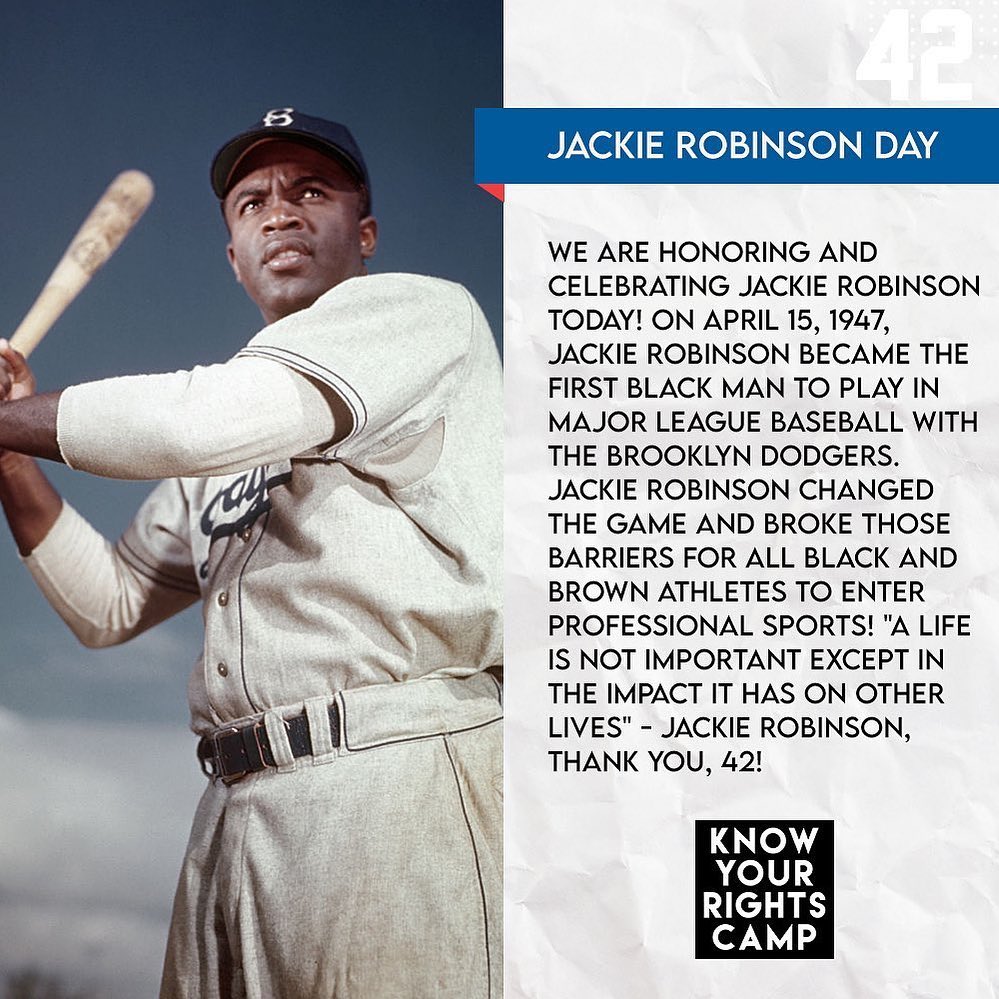 42
JACKIE ROBINSON DAY
WE ARE HONORING AND
CELEBRATING JACKIE ROBINSON
TODAY! ON APRIL 15, 1947,
JACKIE ROBINSON BECAME THE
FIRST BLACK MAN TO PLAY IN
MAJOR LEAGUE BASEBALL WITH
THE BROOKLYN DODGERS.
JACKIE ROBINSON CHANGED
THE GAME AND BROKE THOSE
BARRIERS FOR ALL BLACK AND
BROWN ATHLETES TO ENTER
PROFESSIONAL SPORTS! "A LIFE
IS NOT IMPORTANT EXCEPT IN
THE IMPACT IT HAS ON OTHER
LIVES" - JACKIE ROBINSON,
THANK YOU, 42!
KNOW
YOUR
RIGHTS
CAMP
B